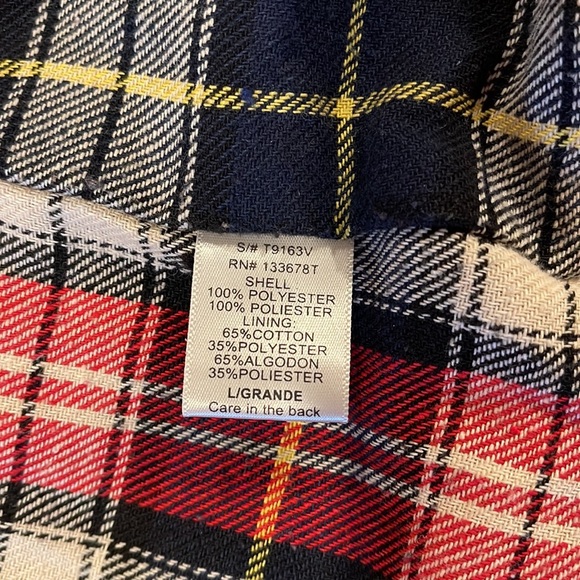 S/# T9163V
RN# 133678T
SHELL
100% POLYESTER
100% POLIESTER
LINING:
65%COTTON
35%POLYESTER
65%ALGODON
35%POLIESTER
L/GRANDE
Care in the back